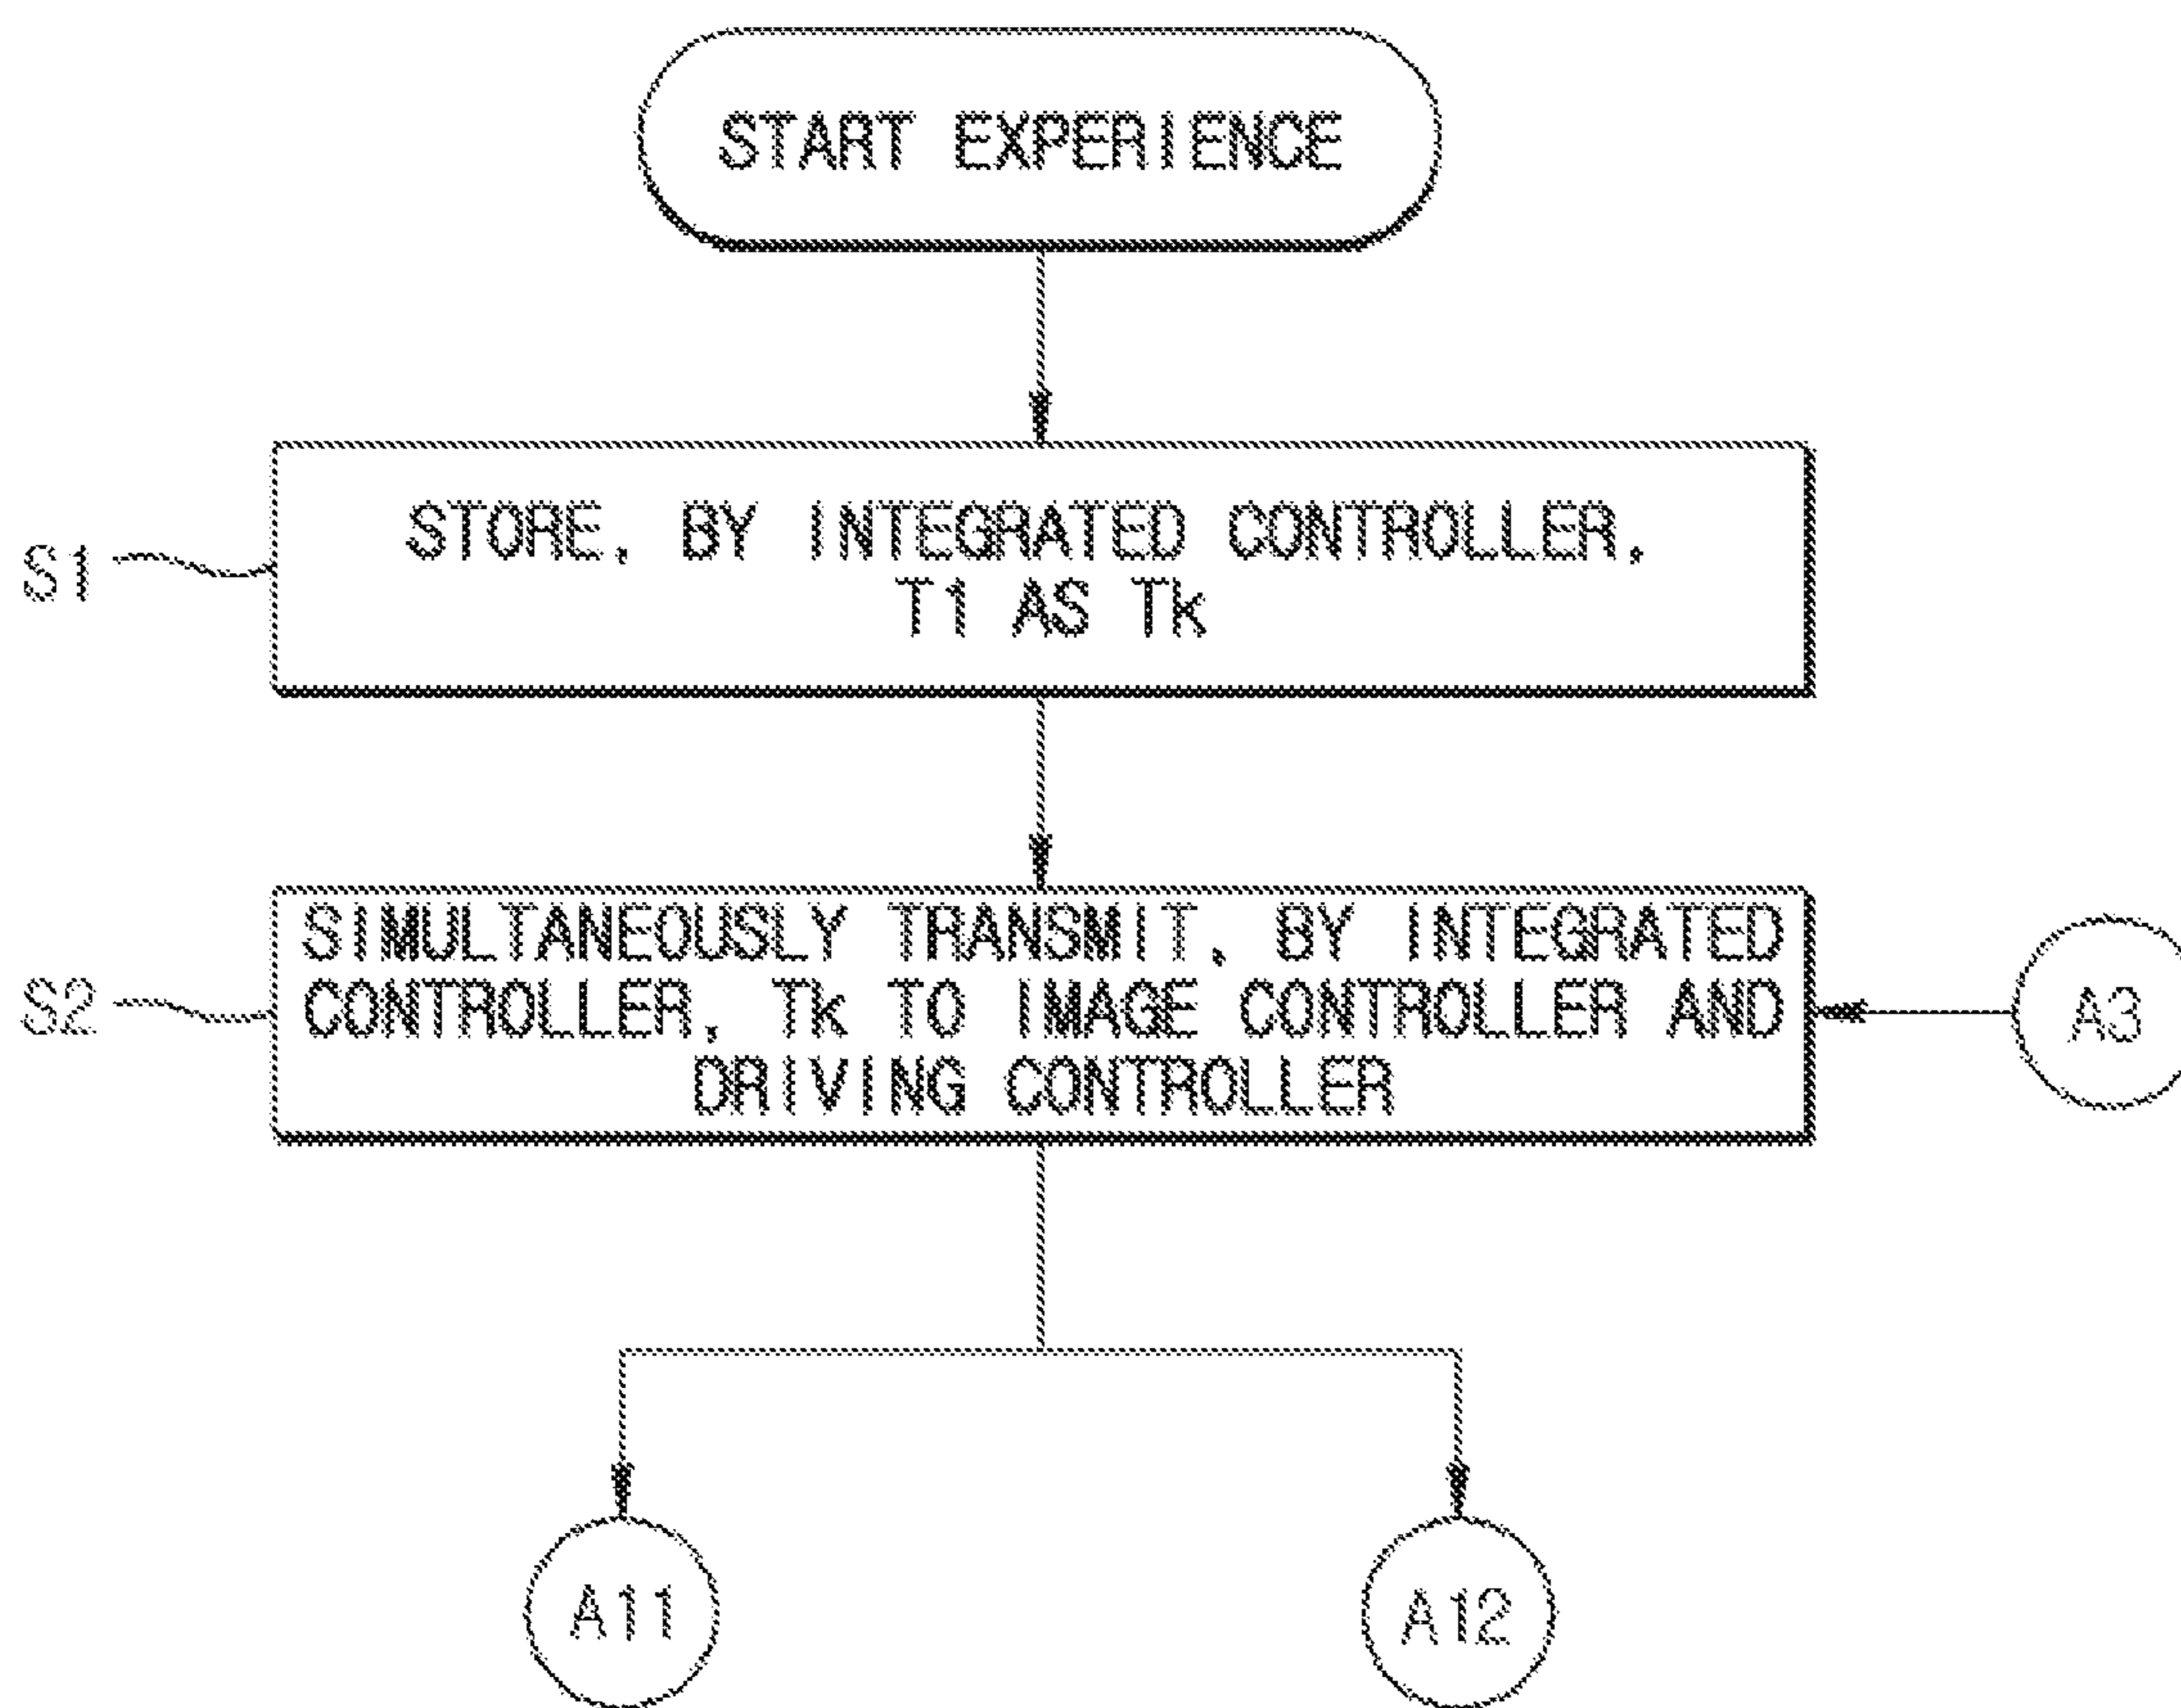 START EXPERIENCE
S1
STORE, BY INTEGRATED CONTROLLER,
T1 AS Tk
S2
SIMULTANEOUSLY TRANSMIT, BY INTEGRATED
CONTROLLER, Tk TO IMAGE CONTROLLER AND
DRIVING CONTROLLER
A3
A11
A12